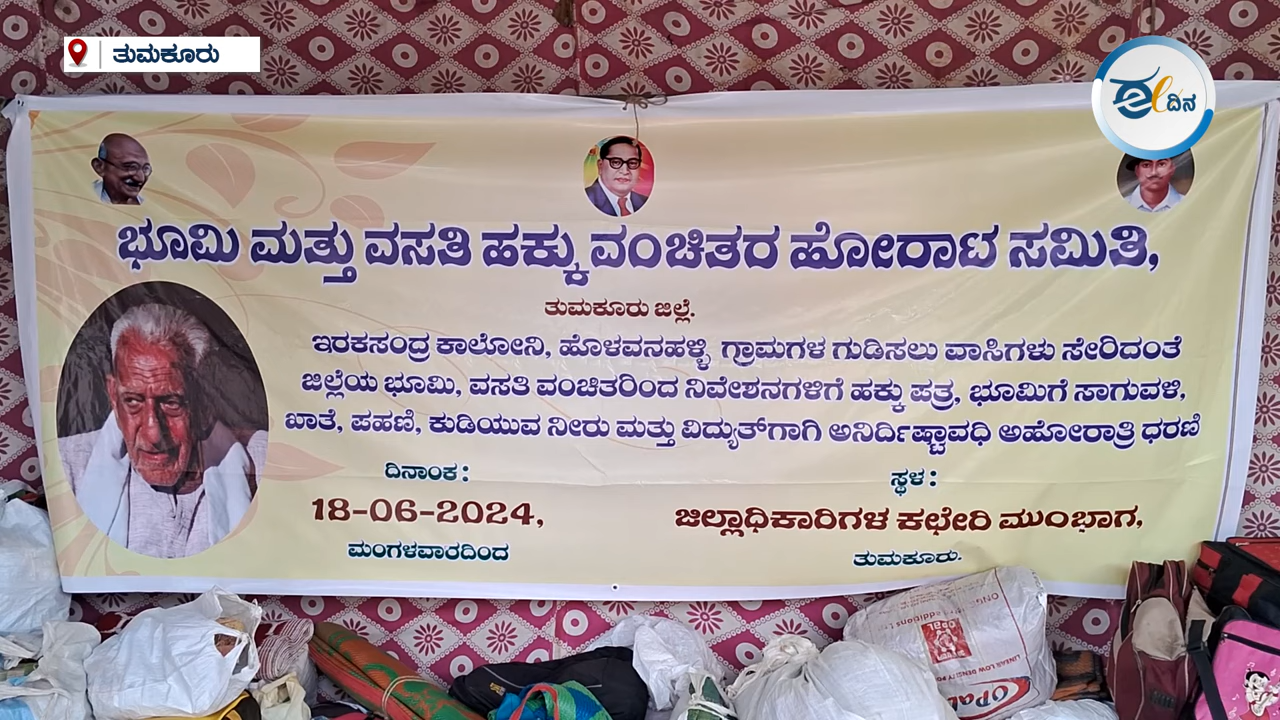 ತುಮಕೂರು
ಈ ದಿನ
ಭೂಮಿ ಮತ್ತು ವಸತಿ ಹಕ್ಕು ವಂಚಿತರ ಹೋರಾಟ ಸಮಿತಿ,
ತುಮಕೂರು ಜಿಲ್ಲೆ.
ಇರಕಸಂದ್ರ ಕಾಲೋನಿ, ಹೊಳವನಹಳ್ಳಿ ಗ್ರಾಮಗಳ ಗುಡಿಸಲು ವಾಸಿಗಳು ಸೇರಿದಂತೆ
ಜಿಲ್ಲೆಯ ಭೂಮಿ, ವಸತಿ ವಂಚಿತರಿಂದ ನಿವೇಶನಗಳಿಗೆ ಹಕ್ಕು ಪತ್ರ, ಭೂಮಿಗೆ ಸಾಗುವಳಿ,
ಖಾತೆ, ಪಹಣಿ, ಕುಡಿಯುವ ನೀರು ಮತ್ತು ವಿದ್ಯುತ್‌ಗಾಗಿ ಅನಿರ್ದಿಷ್ಟಾವಧಿ ಅಹೋರಾತ್ರಿ ಧರಣಿ
ದಿನಾಂಕ:
18-06-2024,
ಮಂಗಳವಾರದಿಂದ
ಸ್ಥಳ:
ಜಿಲ್ಲಾಧಿಕಾರಿಗಳ ಕಛೇರಿ ಮುಂಭಾಗ,
ತುಮಕೂರು.
OPaL